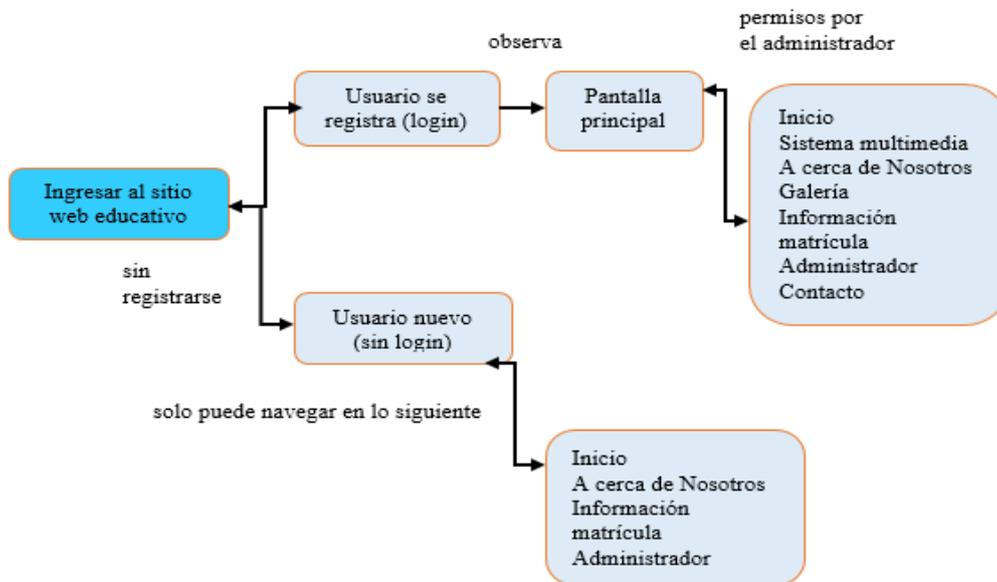 observa
permisos por
el administrador
Usuario se
registra (login)
Pantalla
principal
Inicio
Sistema multimedia
A cerca de Nosotros
Galería
Información
matrícula
Administrador
Contacto
Ingresar al sitio
web educativo
sin
registrarse
Usuario nuevo
(sin login)
solo puede navegar en lo siguiente
Inicio
A cerca de Nosotros
Información
matrícula
Administrador